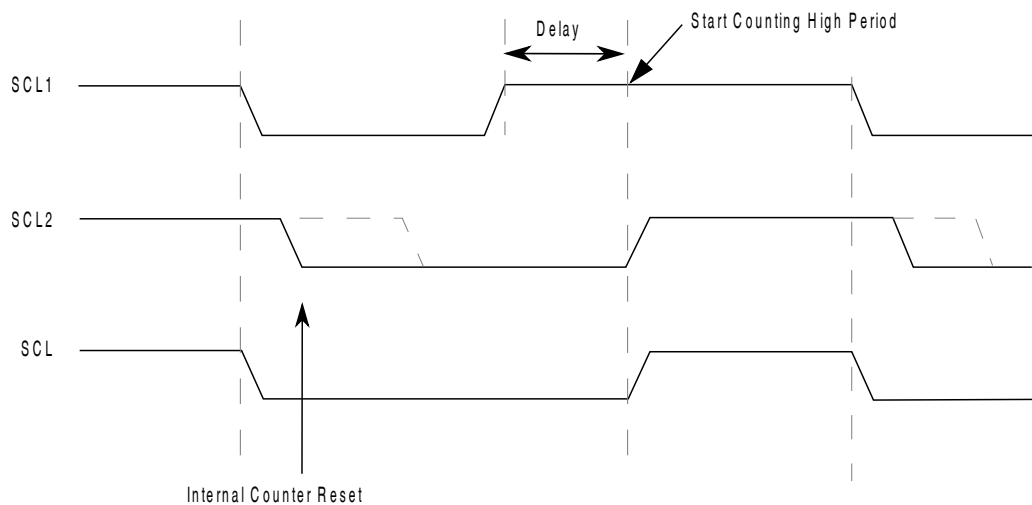 Delay
Start Counting High Period
SCL1
SCL2
SCL
Internal Counter Reset